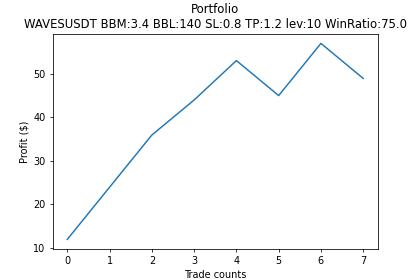 Portfolio
WAVESUSDT BBM:3.4 BBL:140 SL:0.8 TP:1.2 lev:10 WinRatio:75.0
Profit ($)
50
40
30
20
10
0 1 2 3 4 5 6 7
Trade counts